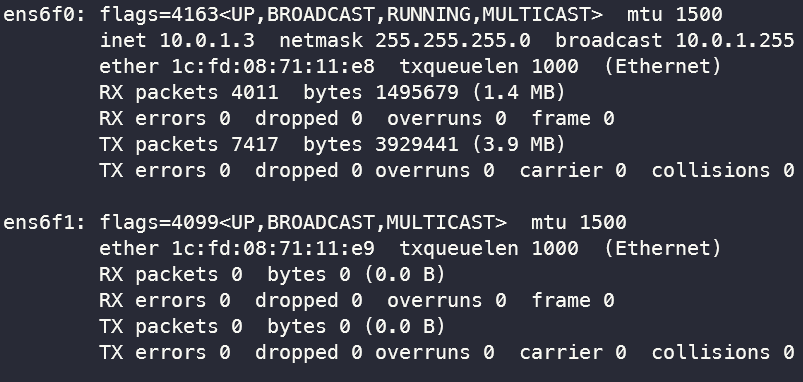 ens6f0: flags=4163<UP,BROADCAST,RUNNING,MULTICAST>  mtu 1500
        inet 10.0.1.3  netmask 255.255.255.0  broadcast 10.0.1.255
        ether 1c:fd:08:71:11:e8  txqueuelen 1000  (Ethernet)
        RX packets 4011  bytes 1495679 (1.4 MB)
        RX errors 0  dropped 0  overruns 0  frame 0
        TX packets 7417  bytes 3929441 (3.9 MB)
        TX errors 0  dropped 0 overruns 0  carrier 0  collisions 0

ens6f1: flags=4099<UP,BROADCAST,MULTICAST>  mtu 1500
        ether 1c:fd:08:71:11:e9  txqueuelen 1000  (Ethernet)
        RX packets 0  bytes 0 (0.0 B)
        RX errors 0  dropped 0  overruns 0  frame 0
        TX packets 0  bytes 0 (0.0 B)
        TX errors 0  dropped 0 overruns 0  carrier 0  collisions 0